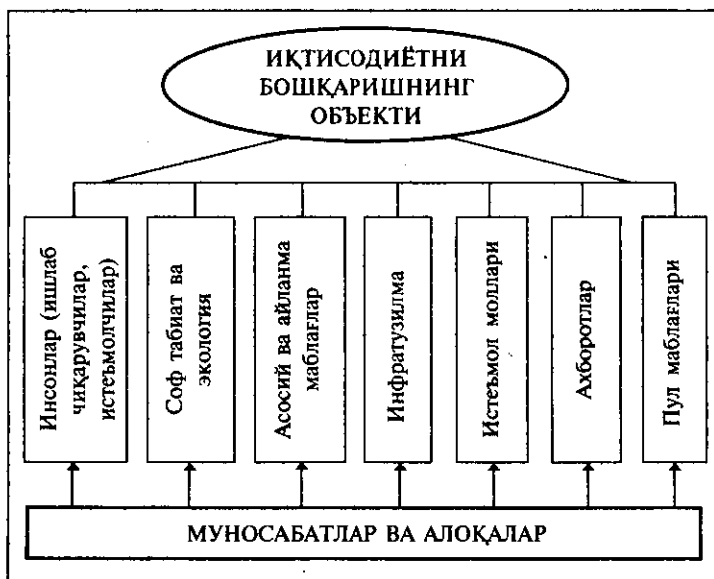 ИҚТИСОДИЁТНИ
БОШҚАРИШНИНГ
ОБЪЕКТИ
Инсонлар (ишлаб
чиқарувчилар,
истеъмолчилар)
Соф табиат ва
экология
Асосий ва айланма
маблағлар
Инфратузилма
Истеъмол моллари
Ахборотлар
Пул маблағлари
МУНОСАБАТЛАР ВА АЛОҚАЛАР